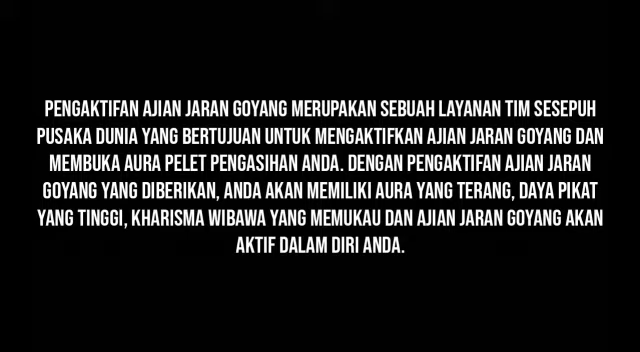 PENGAKTIFAN AJIAN JARAN GOYANG MERUPAKAN SEBUAH LAYANAN TIM SESEPUH
PUSAKA DUNIA YANG BERTUJUAN UNTUK MENGAKTIFKAN AJIAN JARAN GOYANG DAN
MEMBUKA AURA PELET PENGASIHAN ANDA. DENGAN PENGAKTIFAN AJIAN JARAN
GOYANG YANG DIBERIKAN, ANDA AKAN MEMILIKI AURA YANG TERANG, DAYA PIKAT
YANG TINGGI, KHARISMA WIBAWA YANG MEMUKAU DAN AJIAN JARAN GOYANG AKAN
AKTIF DALAM DIRI ANDA.